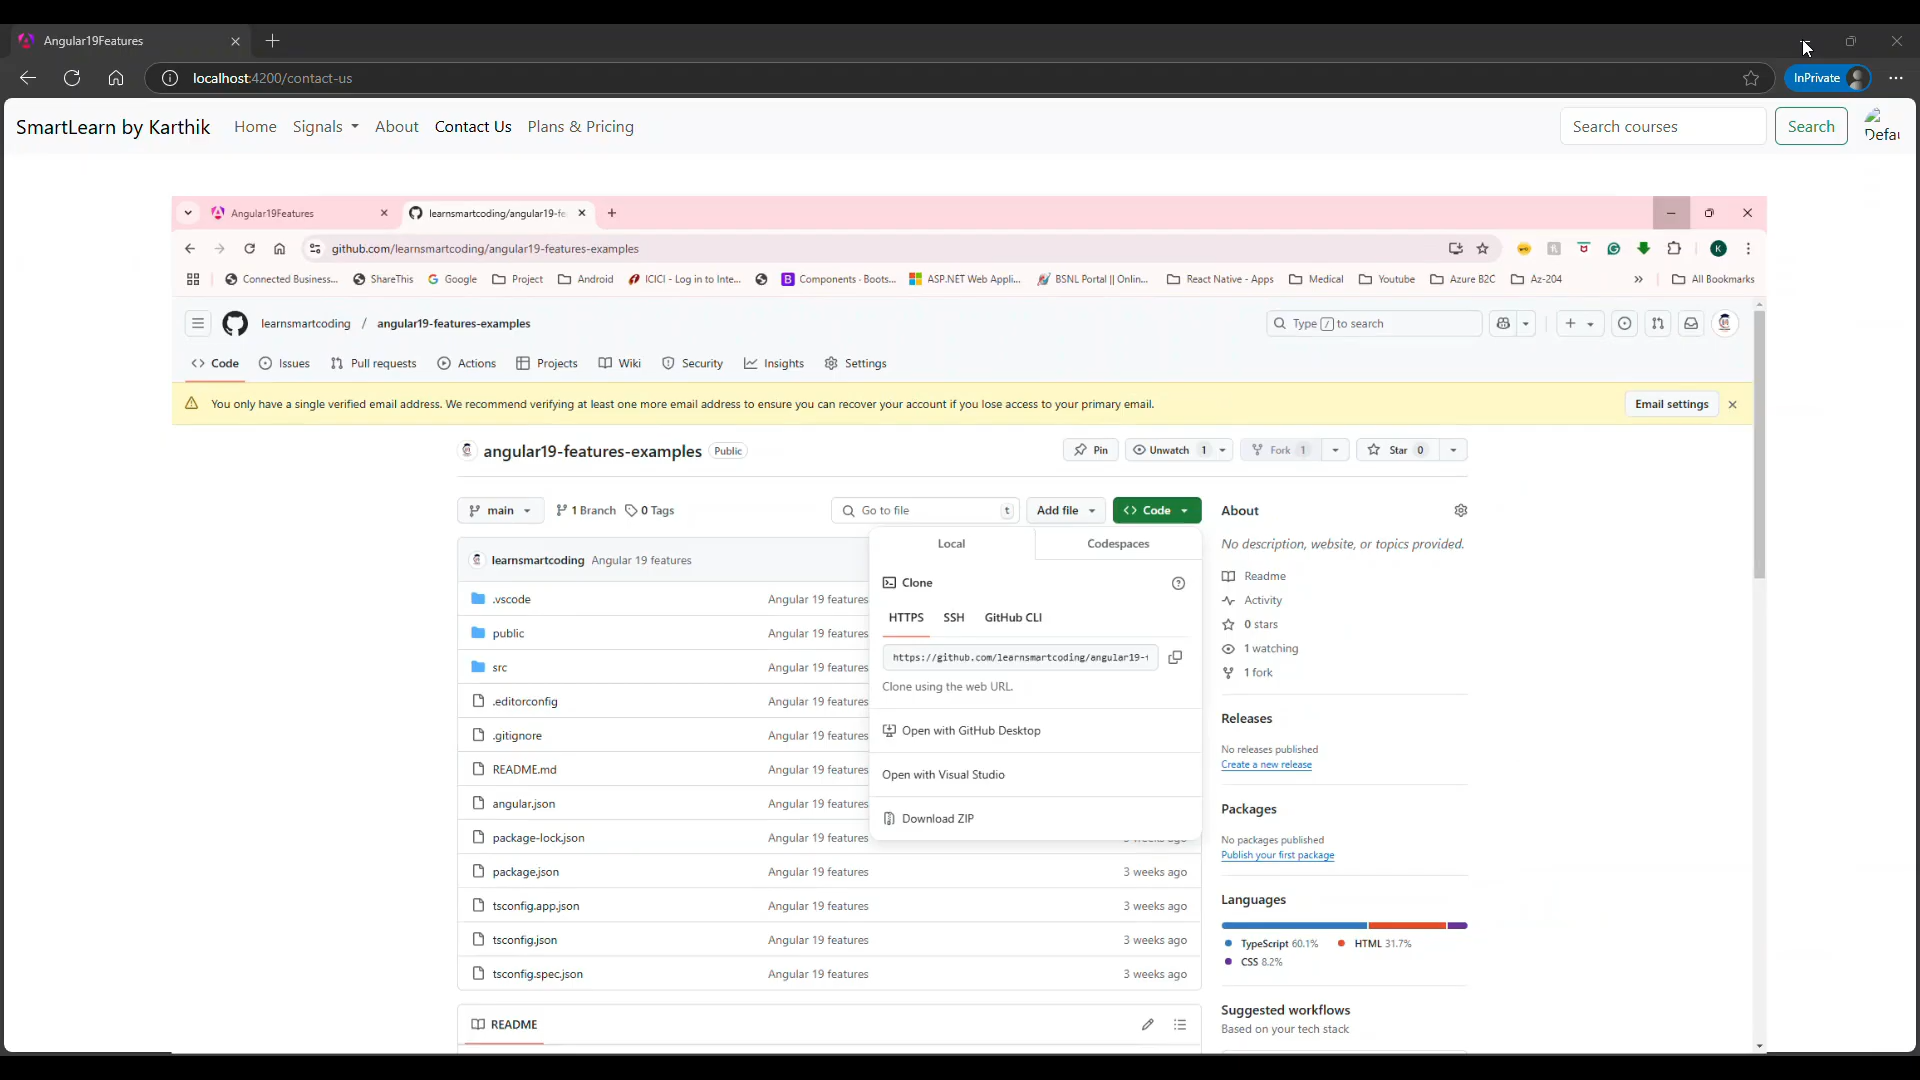 Angular19Features
localhost:4200/contact-us
InPrivate
SmartLearn by Karthik Home Signals About Contact Us Plans & Pricing Search courses Search Defau
Angular19Features learnsmartcoding/angular19-fe
github.com/learnsmartcoding/angular19-features-examples K
Connected Business... ShareThis Google Project Android ICICI - Log in to Inte... Components - Boots... ASP.NET Web Appli... BSNL Portal || Onlin... React Native - Apps Medical Youtube Azure B2C Az-204 » All Bookmarks
learnsmartcoding / angular19-features-examples Type / to search
Code Issues Pull requests Actions Projects Wiki Security Insights Settings
You only have a single verified email address. We recommend verifying at least one more email address to ensure you can recover your account if you lose access to your primary email. Email settings
angular19-features-examples Public Pin Unwatch 1 Fork 1 Star 0
main 1 Branch 0 Tags Go to file t Add file Code About
Local Codespaces No description, website, or topics provided.
learnsmartcoding Angular 19 features
Clone Readme
.vscode Angular 19 features Activity
HTTPS SSH GitHub CLI 0 stars
public Angular 19 features
https://github.com/learnsmartcoding/angular19- 1 watching
src Angular 19 features 1 fork
Clone using the web URL.
.editorconfig Angular 19 features
Releases
.gitignore Angular 19 features Open with GitHub Desktop
No releases published
README.md Angular 19 features Open with Visual Studio Create a new release
angular.json Angular 19 features
Download ZIP Packages
package-lock.json Angular 19 features No packages published
Publish your first package
package.json Angular 19 features 3 weeks ago
tsconfig.app.json Angular 19 features 3 weeks ago Languages
tsconfig.json Angular 19 features 3 weeks ago TypeScript 60.1% HTML 31.7%
CSS 8.2%
tsconfig.spec.json Angular 19 features 3 weeks ago
Suggested workflows
README Based on your tech stack